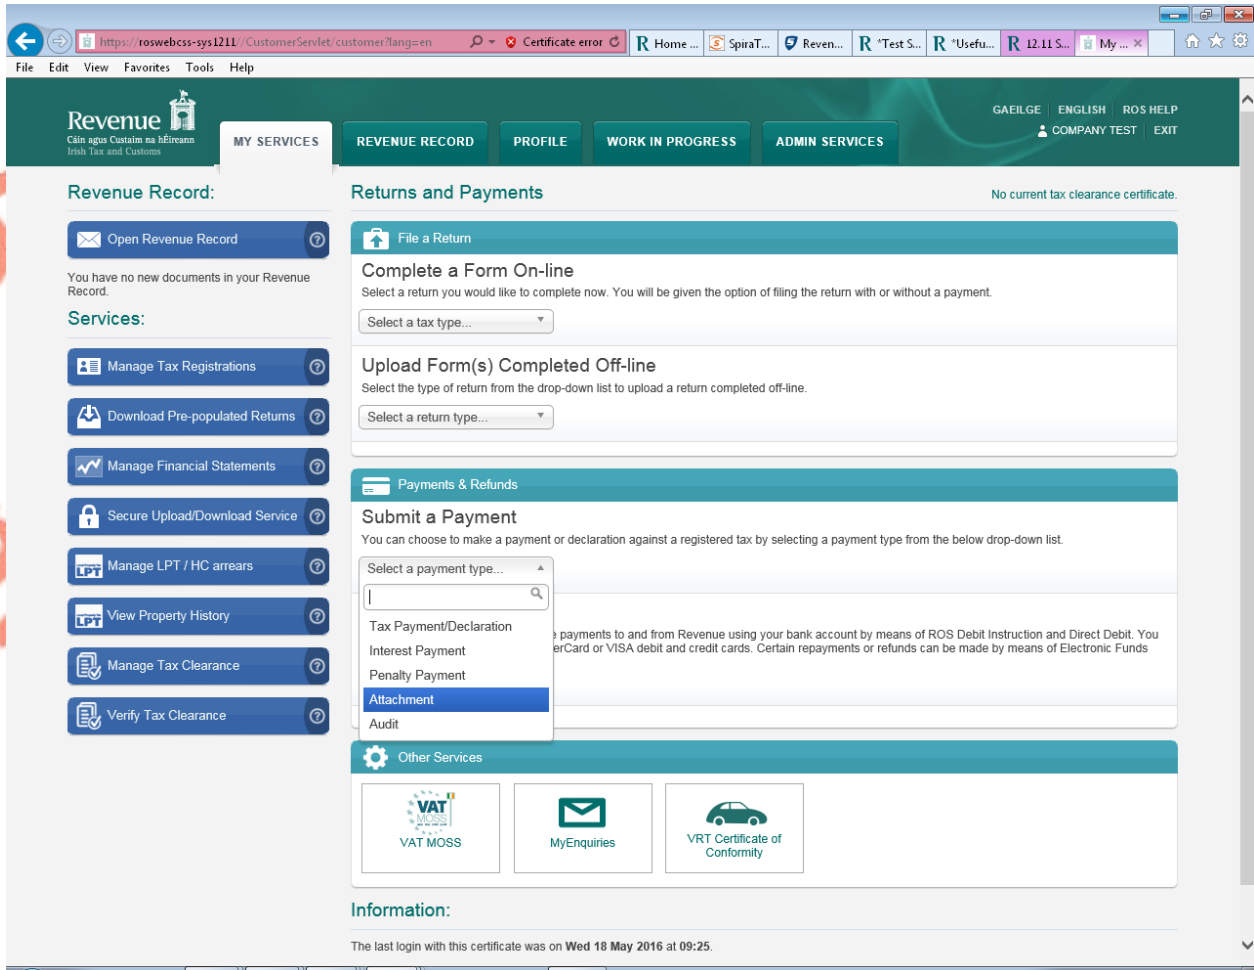 https://roswebcss-sys1211//CustomerServlet/customer?lang=en
Certificate error
Home ...
SpiraT...
Reven...
*Test S...
*Usefu...
12.11 S...
My ...
File Edit View Favorites Tools Help
Revenue
Cáin agus Custaim na hÉireann
Irish Tax and Customs
MY SERVICES
REVENUE RECORD
PROFILE
WORK IN PROGRESS
ADMIN SERVICES
GAEILGE ENGLISH ROS HELP
COMPANY TEST EXIT
Revenue Record:
Open Revenue Record
You have no new documents in your Revenue
Record.
Services:
Manage Tax Registrations
Download Pre-populated Returns
Manage Financial Statements
Secure Upload/Download Service
LPT Manage LPT / HC arrears
LPT View Property History
Manage Tax Clearance
Verify Tax Clearance
Returns and Payments
No current tax clearance certificate.
File a Return
Complete a Form On-line
Select a return you would like to complete now. You will be given the option of filing the return with or without a payment.
Select a tax type...
Upload Form(s) Completed Off-line
Select the type of return from the drop-down list to upload a return completed off-line.
Select a return type...
Payments & Refunds
Submit a Payment
You can choose to make a payment or declaration against a registered tax by selecting a payment type from the below drop-down list.
Select a payment type...
Tax Payment/Declaration
Interest Payment
Penalty Payment
Attachment
Audit
e payments to and from Revenue using your bank account by means of ROS Debit Instruction and Direct Debit. You
erCard or VISA debit and credit cards. Certain repayments or refunds can be made by means of Electronic Funds
Other Services
VAT
MOSS
VAT MOSS
MyEnquiries
VRT Certificate of
Conformity
Information:
The last login with this certificate was on Wed 18 May 2016 at 09:25.